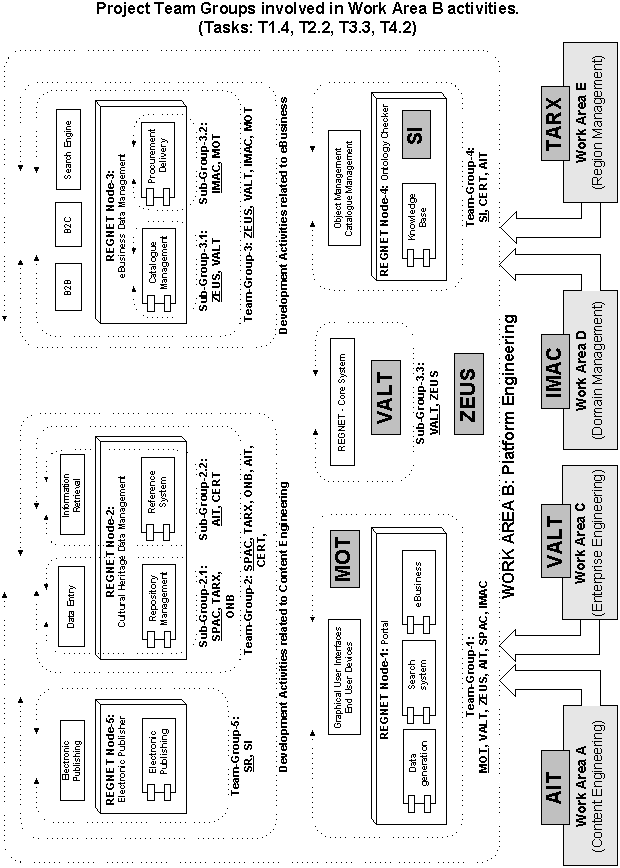 Project Team Groups involved in Work Area B activities.
(Tasks: T1.4, T2.2, T3.3, T4.2)
Electronic Publishing
REGNET Node-5:
Electronic Publisher
Electronic
Publishing
Team-Group-5:
SR, SI
Data Entry
Information
Retrieval
REGNET Node-2:
Cultural Heritage Data Management
Repository
Management
Reference
System
Sub-Group-2.1:
SPAC, TARX,
ONB
Sub-Group-2.2:
AIT, CERT
Team-Group-2: SPAC, TARX, ONB, AIT,
CERT,
Development Activities related to Content Engineering
B2B
B2C
Search Engine
REGNET Node-3:
eBusiness Data Management
Catalogue
Management
Procurement
Delivery
Sub-Group-3.1:
ZEUS, VALT
Sub-Group-3.2:
IMAC, MOT
Team-Group-3: ZEUS, VALT, IMAC, MOT
Development Activities related to eBusiness
Graphical User Interfaces
End User Devices
MOT
REGNET Node-1: Portal
Data
generation
Search
system
eBusiness
Team-Group-1:
MOT, VALT, ZEUS, AIT, SPAC, IMAC
REGNET - Core System
VALT
Sub-Group-3.3:
VALT, ZEUS
ZEUS
Object Management
Catalogue Management
REGNET Node-4: Ontology Checker
Knowledge
Base
SI
Team-Group-4:
SI, CERT, AIT
WORK AREA B: Platform Engineering
AIT
Work Area A
(Content Engineering)
VALT
Work Area C
(Enterprise Engineering)
IMAC
Work Area D
(Domain Management)
TARX
Work Area E
(Region Management)